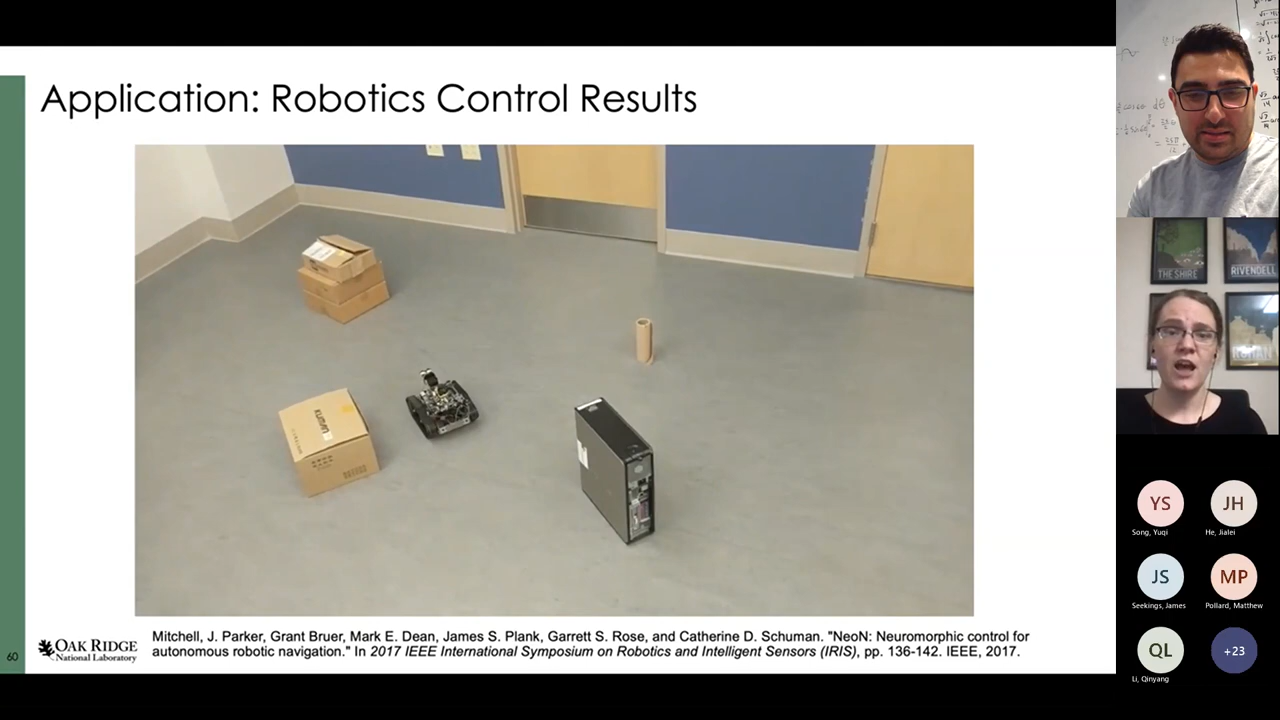 Application: Robotics Control Results
Mitchell, J. Parker, Grant Bruer, Mark E. Dean, James S. Plank, Garrett S. Rose, and Catherine D. Schuman. "NeoN: Neuromorphic control for
autonomous robotic navigation." In 2017 IEEE International Symposium on Robotics and Intelligent Sensors (IRIS), pp. 136-142. IEEE, 2017.
60
OAK RIDGE
National Laboratory
THE SHIRE
RIVENDELL
YS
JH
Song, Yuqi
He, Jialei
JS
MP
Seekings, James
Pollard, Matthew
QL
+23
Li, Qinyang